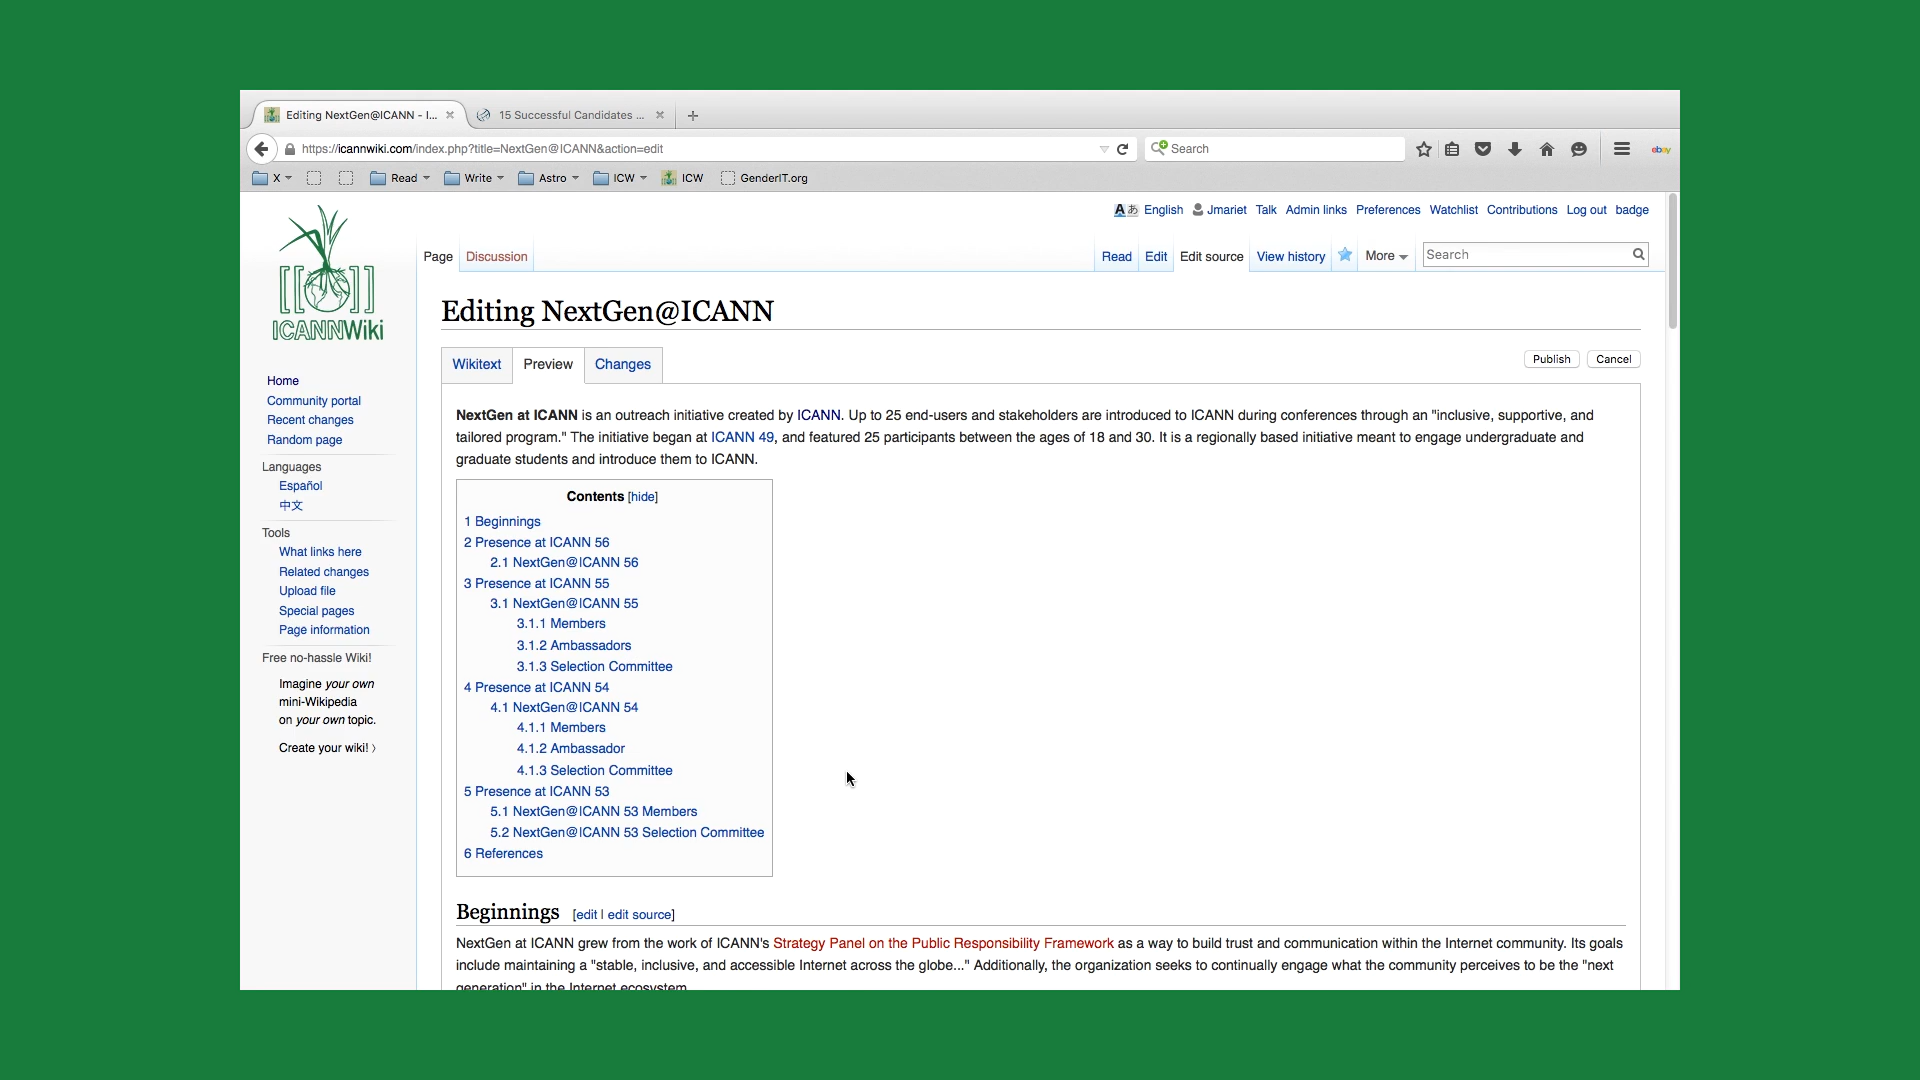 Editing NextGen@ICANN - I...
15 Successful Candidates ...
https://icannwiki.com/index.php?title=NextGen@ICANN&action=edit
Search
ebay
X
Read
Write
Astro
ICW
ICW
GenderIT.org
Aあ English Jmariet Talk Admin links Preferences Watchlist Contributions Log out badge
Page Discussion
Read Edit Edit source View history More
Search
[[ ]]
ICANNWiki
Home
Community portal
Recent changes
Random page
Languages
Español
中文
Tools
What links here
Related changes
Upload file
Special pages
Page information
Free no-hassle Wiki!
Imagine your own
mini-Wikipedia
on your own topic.
Create your wiki! ›
Editing NextGen@ICANN
Wikitext Preview Changes
Publish Cancel
NextGen at ICANN is an outreach initiative created by ICANN. Up to 25 end-users and stakeholders are introduced to ICANN during conferences through an "inclusive, supportive, and
tailored program." The initiative began at ICANN 49, and featured 25 participants between the ages of 18 and 30. It is a regionally based initiative meant to engage undergraduate and
graduate students and introduce them to ICANN.
Contents [hide]
1 Beginnings
2 Presence at ICANN 56
2.1 NextGen@ICANN 56
3 Presence at ICANN 55
3.1 NextGen@ICANN 55
3.1.1 Members
3.1.2 Ambassadors
3.1.3 Selection Committee
4 Presence at ICANN 54
4.1 NextGen@ICANN 54
4.1.1 Members
4.1.2 Ambassador
4.1.3 Selection Committee
5 Presence at ICANN 53
5.1 NextGen@ICANN 53 Members
5.2 NextGen@ICANN 53 Selection Committee
6 References
Beginnings [edit | edit source]
NextGen at ICANN grew from the work of ICANN's Strategy Panel on the Public Responsibility Framework as a way to build trust and communication within the Internet community. Its goals
include maintaining a "stable, inclusive, and accessible Internet across the globe..." Additionally, the organization seeks to continually engage what the community perceives to be the "next
generation" in the Internet ecosystem.